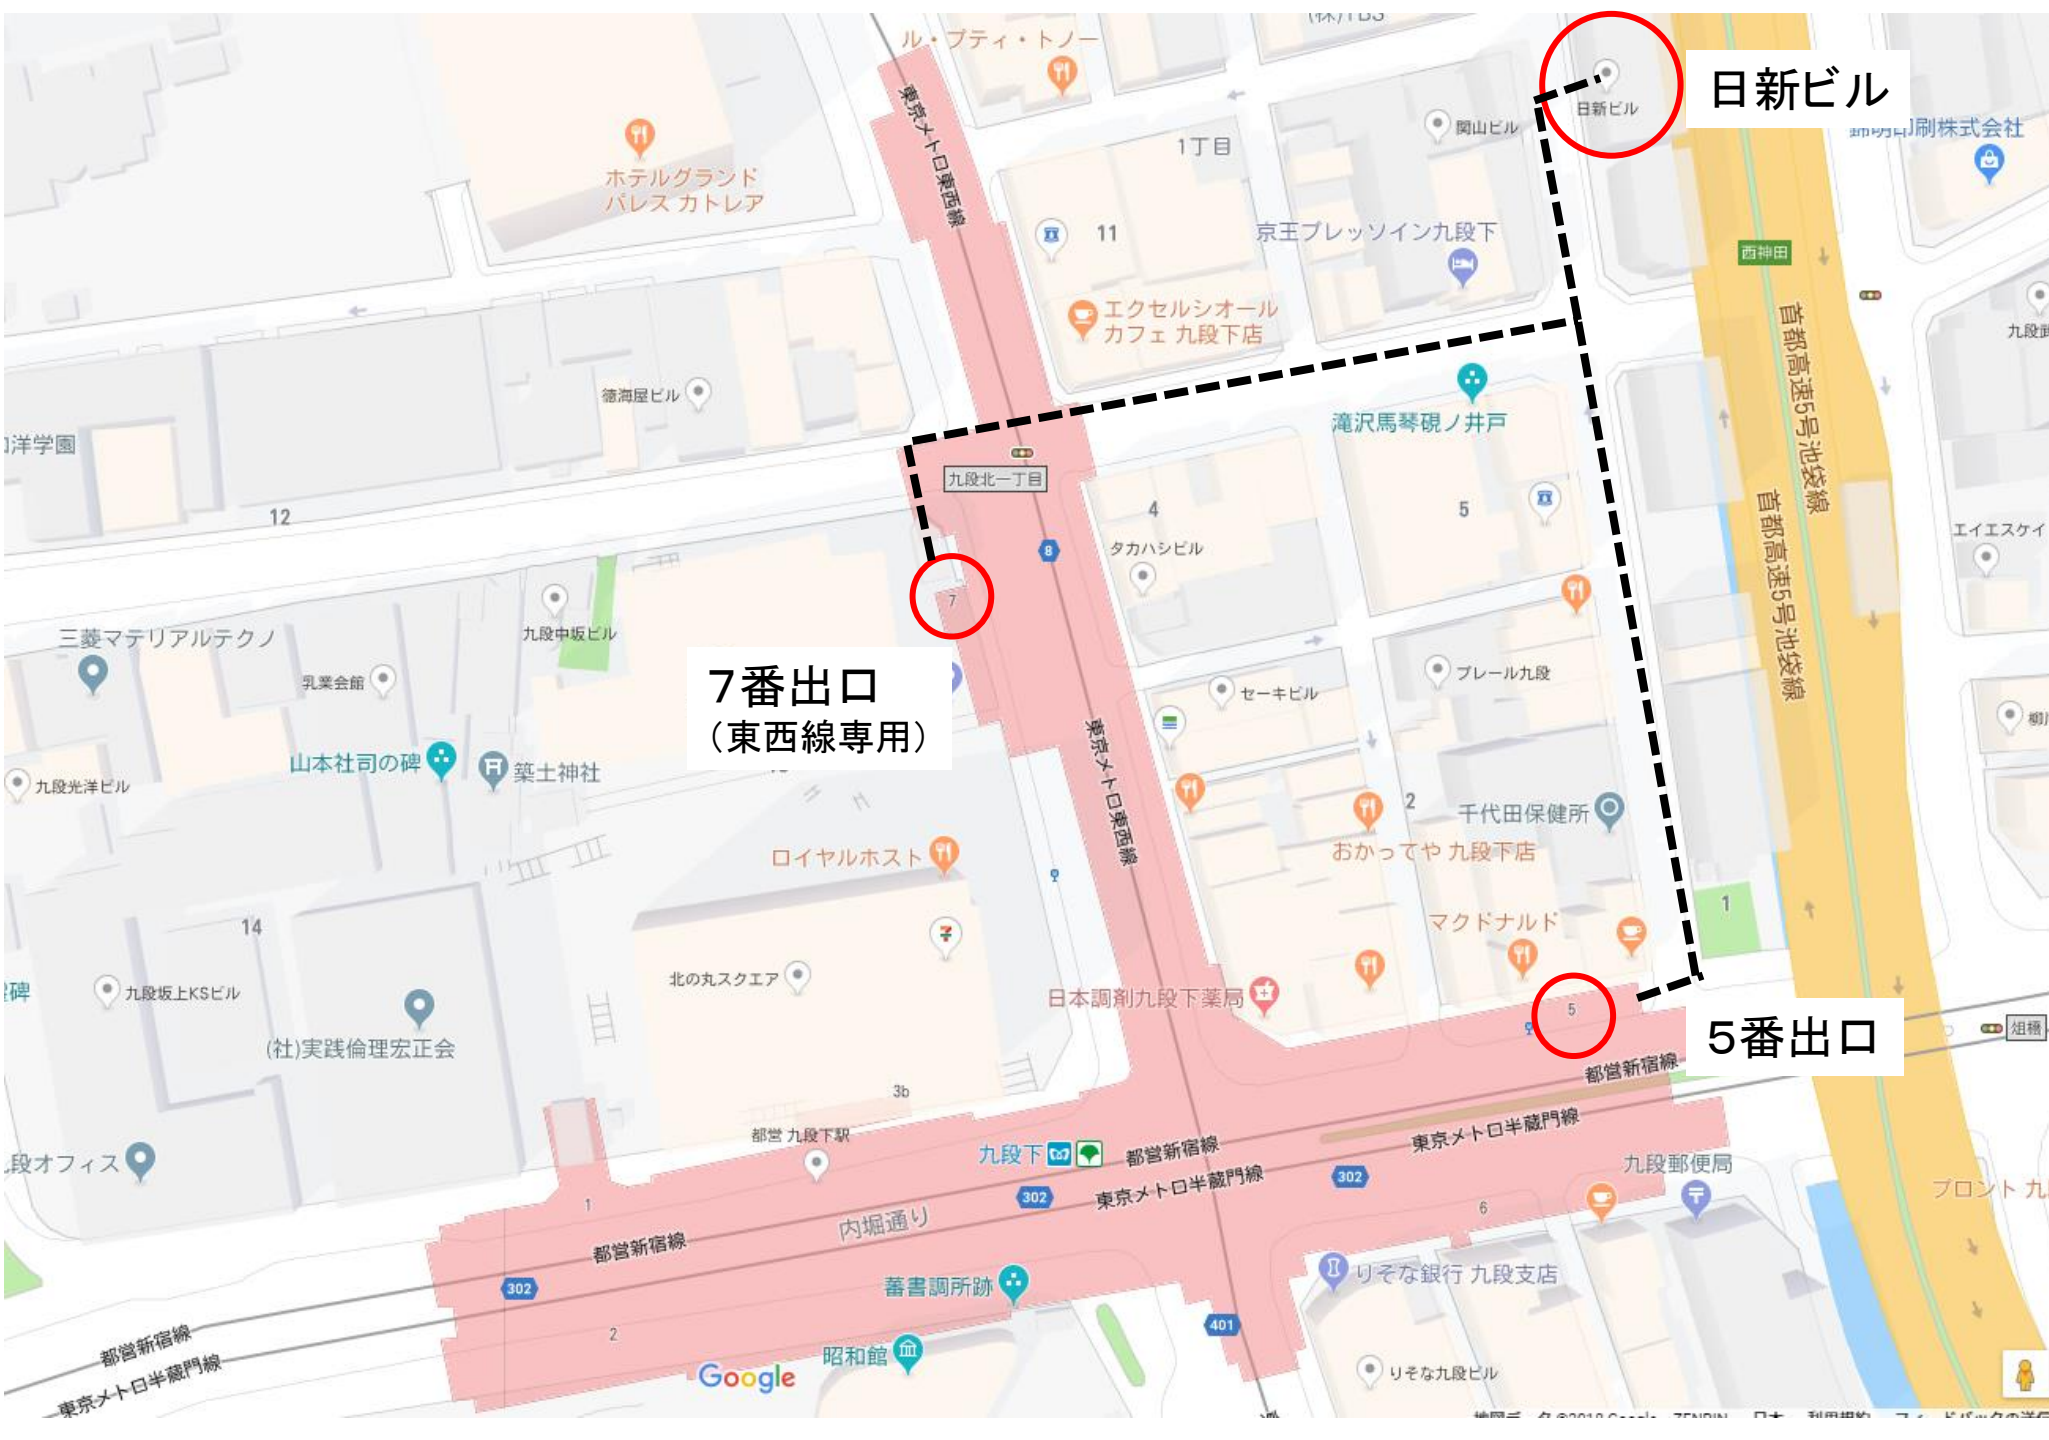 ル・プティ・トノー
日新ビル
日新ビル
関山ビル
1丁目
東京メトロ東西線
ホテルグランド
パレス カトレア
11
京王プレッソイン九段下
西神田
エクセルシオール
カフェ 九段下店
首都高速5号池袋線
徳海屋ビル
滝沢馬琴硯ノ井戸
九段北一丁目
12
4
5
首都高速5号池袋線
エイエスケイ
8
タカハシビル
7
九段中坂ビル
三菱マテリアルテクノ
乳業会館
7番出口
(東西線専用)
セーキビル
プレール九段
山本社司の碑
築土神社
九段光洋ビル
東京メトロ東西線
2
千代田保健所
おかってや 九段下店
ロイヤルホスト
14
マクドナルド
1
北の丸スクエア
九段坂上KSビル
日本調剤九段下薬局
5
5番出口
俎橋
(社)実践倫理宏正会
都営新宿線
3b
都営 九段下駅
九段下
都営新宿線
東京メトロ半蔵門線
302
東京メトロ半蔵門線
302
九段郵便局
段オフィス
1
内堀通り
6
都営新宿線
302
蕃書調所跡
りそな銀行 九段支店
401
2
昭和館
都営新宿線
東京メトロ半蔵門線
Google
りそな九段ビル